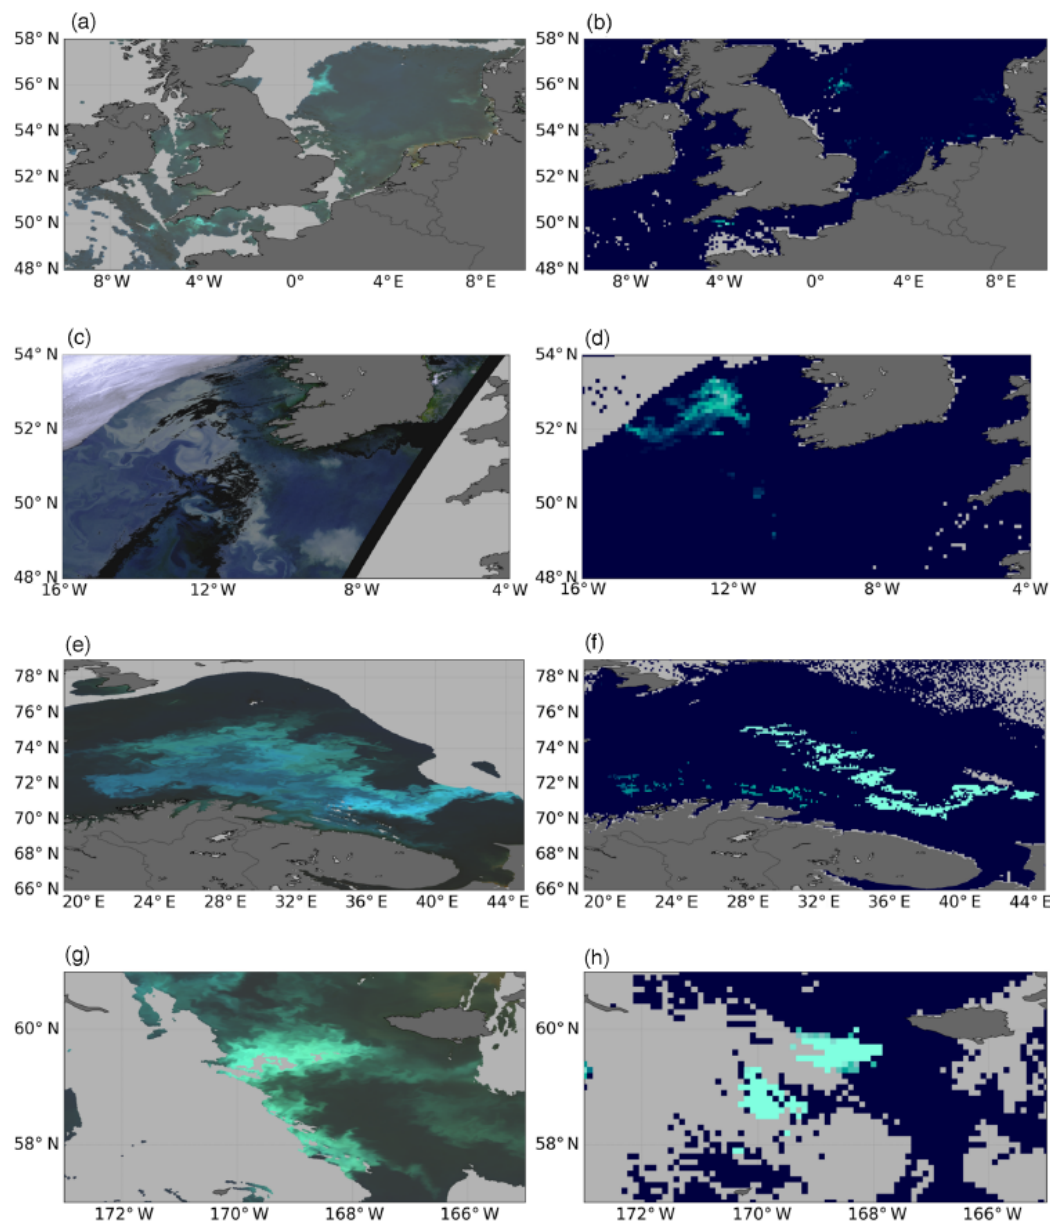 (a) (b)
58° N 58° N
56° N 56° N
54° N 54° N
52° N 52° N
50° N 50° N
48° N 48° N
8° W 4° W 0° 4° E 8° E 8° W 4° W 0° 4° E 8° E
(c) (d)
54° N 54° N
52° N 52° N
50° N 50° N
48° N 48° N
16° W 12° W 8° W 4° W 16° W 12° W 8° W 4° W
(e) (f)
78° N 78° N
76° N 76° N
74° N 74° N
72° N 72° N
70° N 70° N
68° N 68° N
66° N 66° N
20° E 24° E 28° E 32° E 36° E 40° E 44° E 20° E 24° E 28° E 32° E 36° E 40° E 44° E
(g) (h)
60° N 60° N
58° N 58° N
172° W 170° W 168° W 166° W 172° W 170° W 168° W 166° W